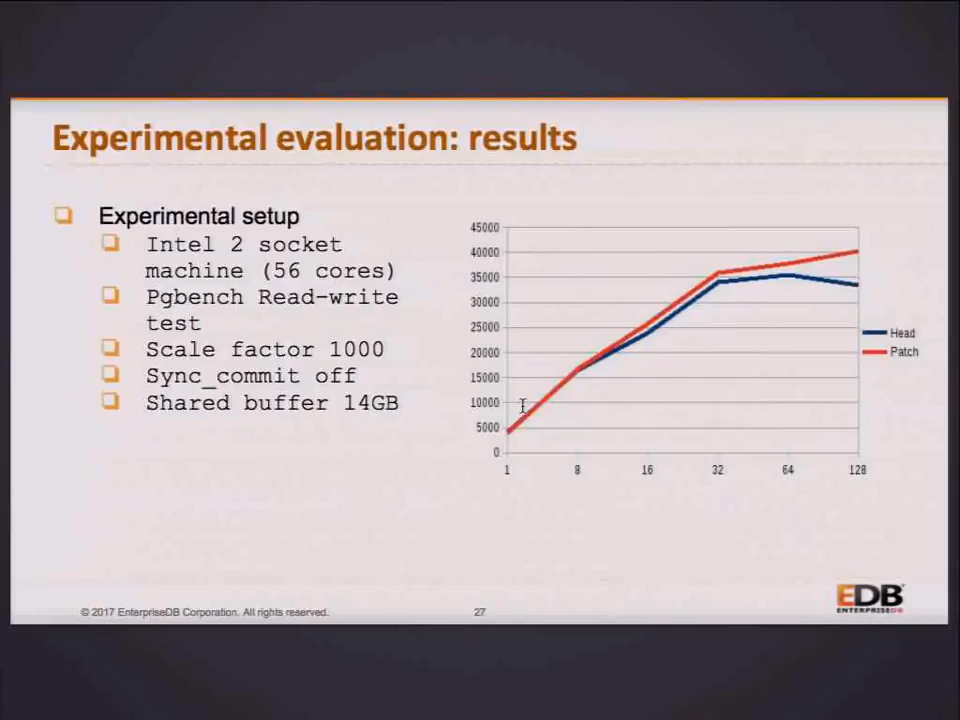 Experimental evaluation: results
Experimental setup
Intel 2 socket
machine (56 cores)
Pgbench Read-write
test
Scale factor 1000
Sync_commit off
Shared buffer 14GB
45000
40000
35000
30000
25000
20000
15000
10000
5000
0
1 8 16 32 64 128
Head
Patch
© 2017 EnterpriseDB Corporation. All rights reserved.
27
EDB
ENTERPRISEDB